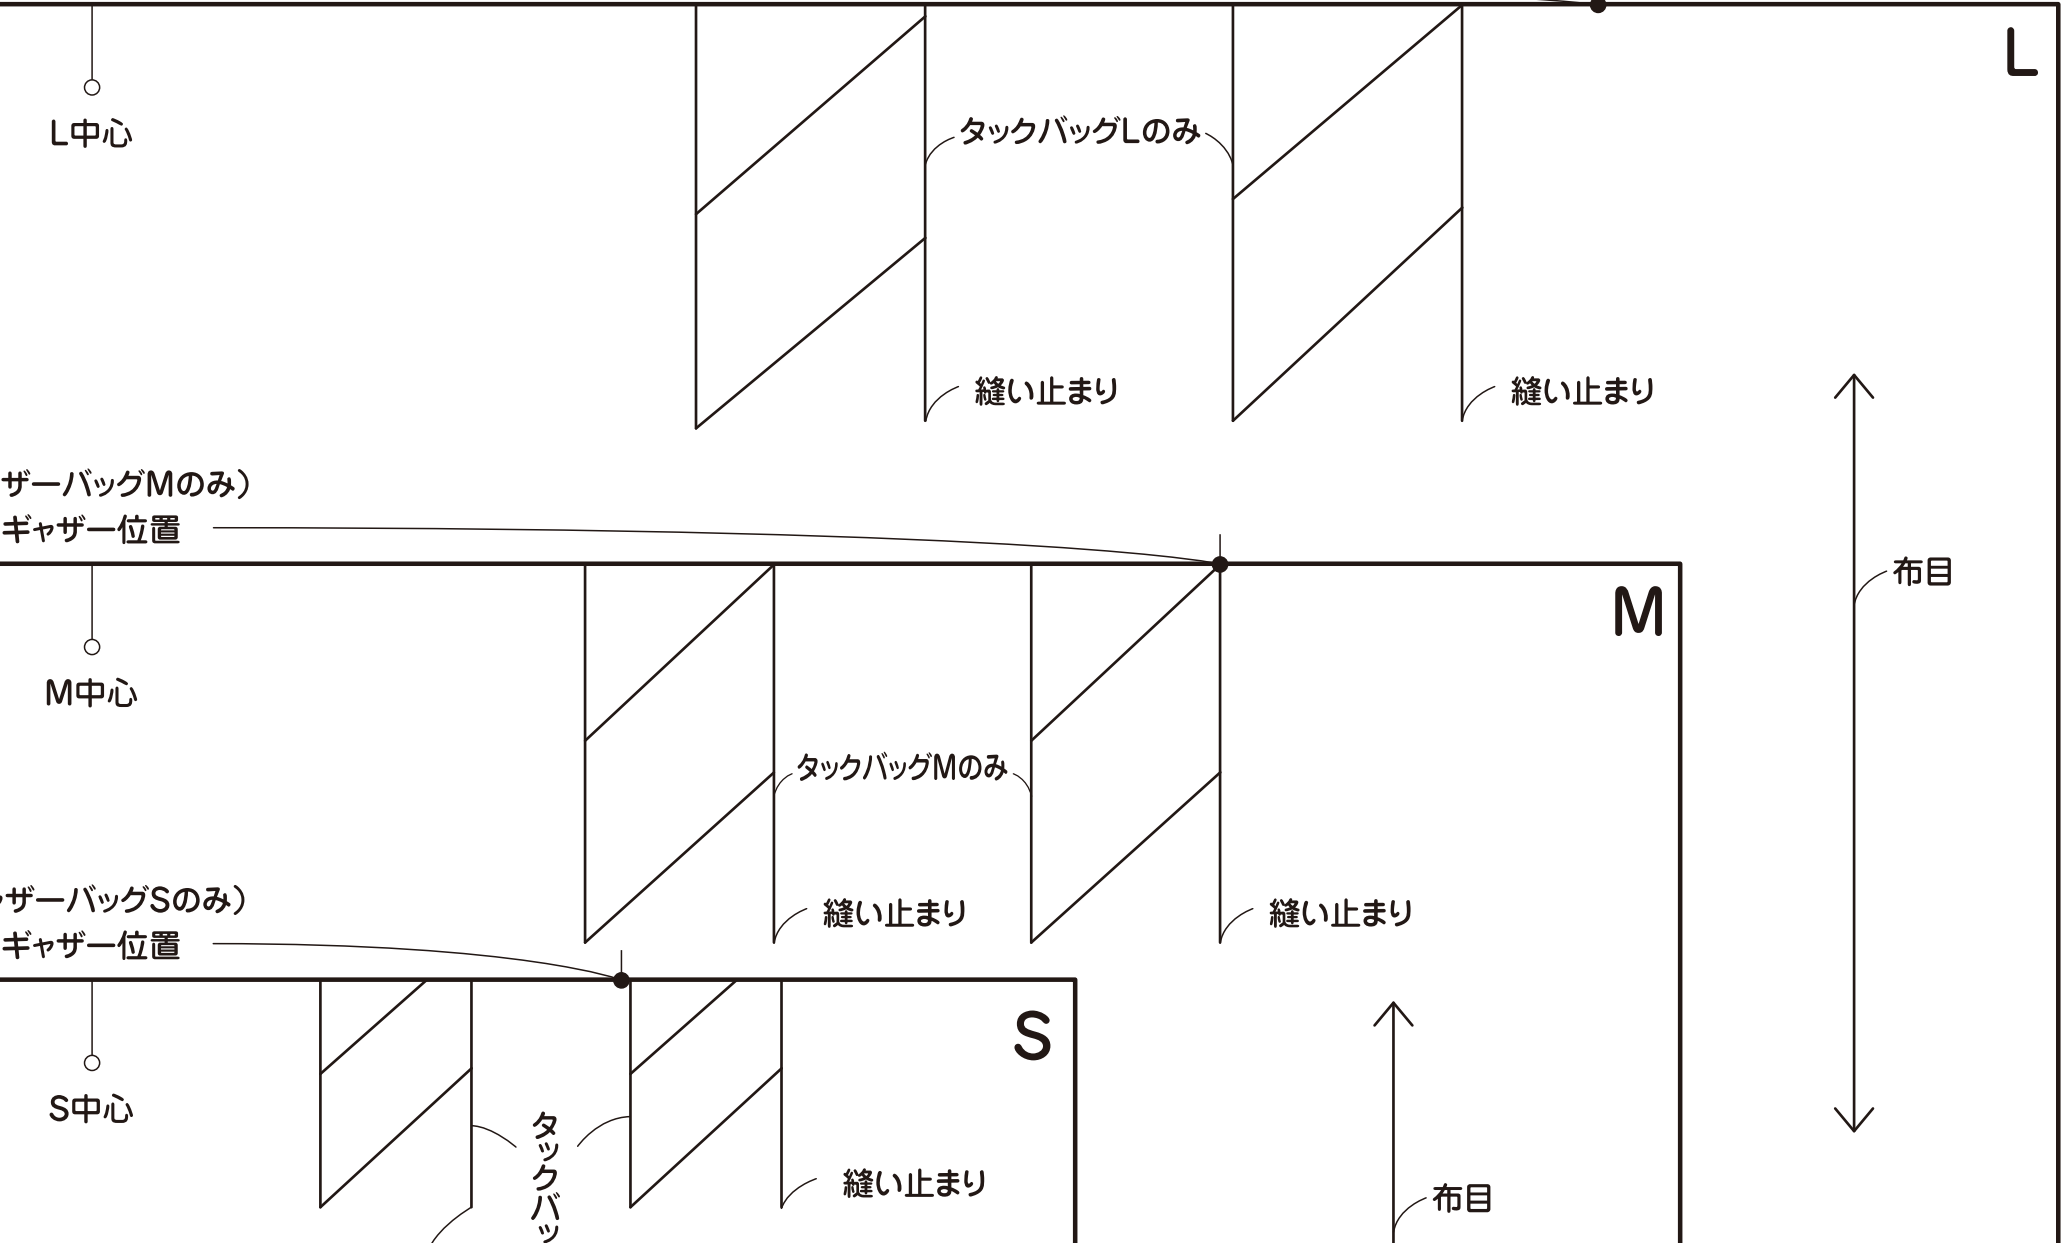 L
L中心
タックバッグLのみ
縫い止まり
縫い止まり
ザーバッグMのみ）
ギャザー位置
布目
M
M中心
タックバッグMのみ
縫い止まり
縫い止まり
ャザーバッグSのみ）
ギャザー位置
S
S中心
タックバッ
縫い止まり
布目